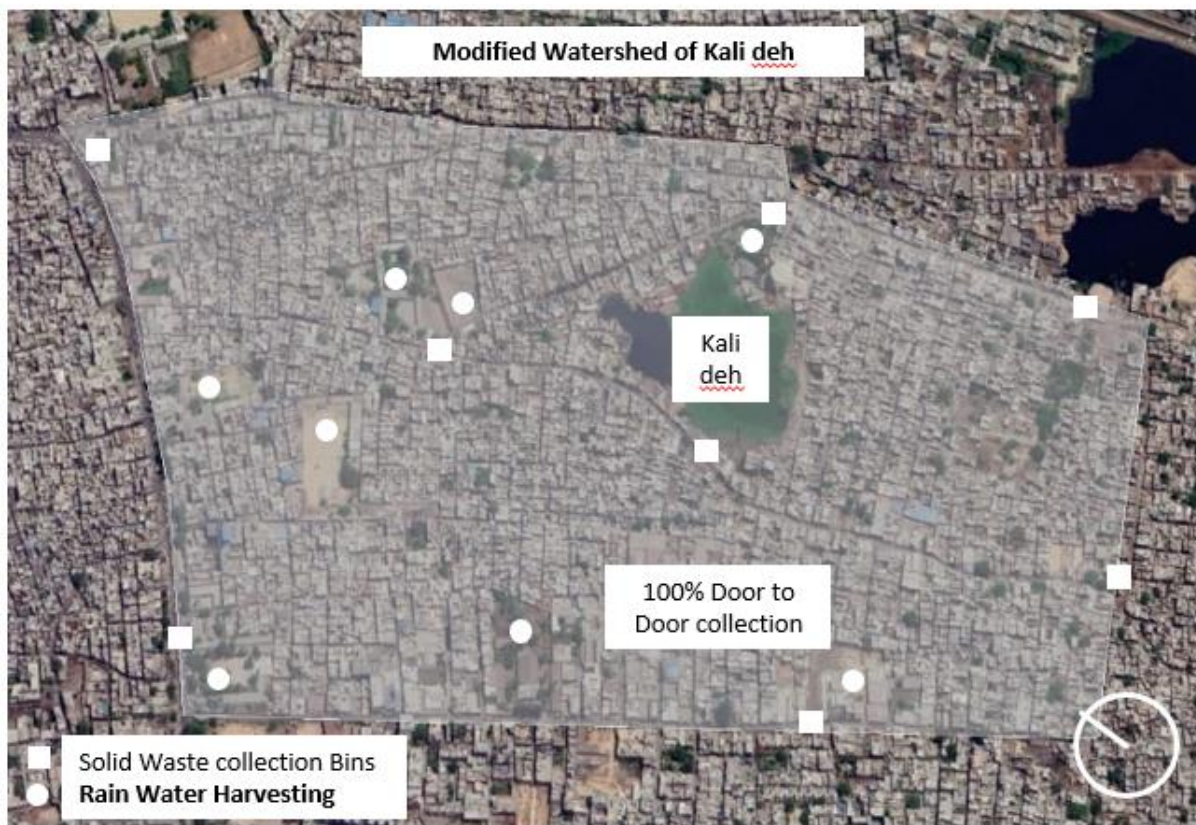 Modified Watershed of Kali deh
Kali
deh
100% Door to
Door collection
Solid Waste collection Bins
Rain Water Harvesting